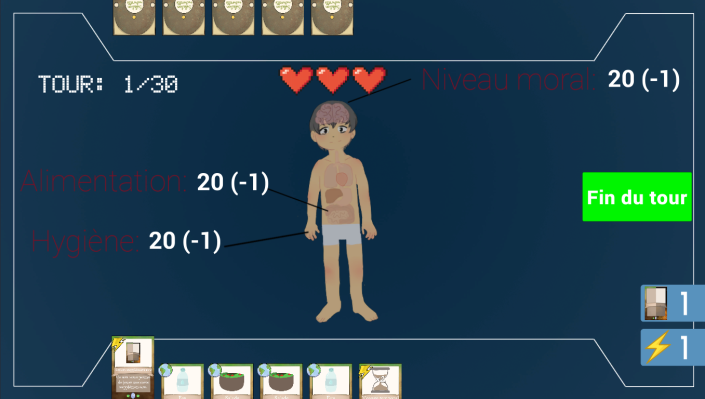 TOUR: 1/30
Niveau moral: 20 (-1)
Alimentation: 20 (-1)
Fin du tour
Hygiène: 20 (-1)
1
1